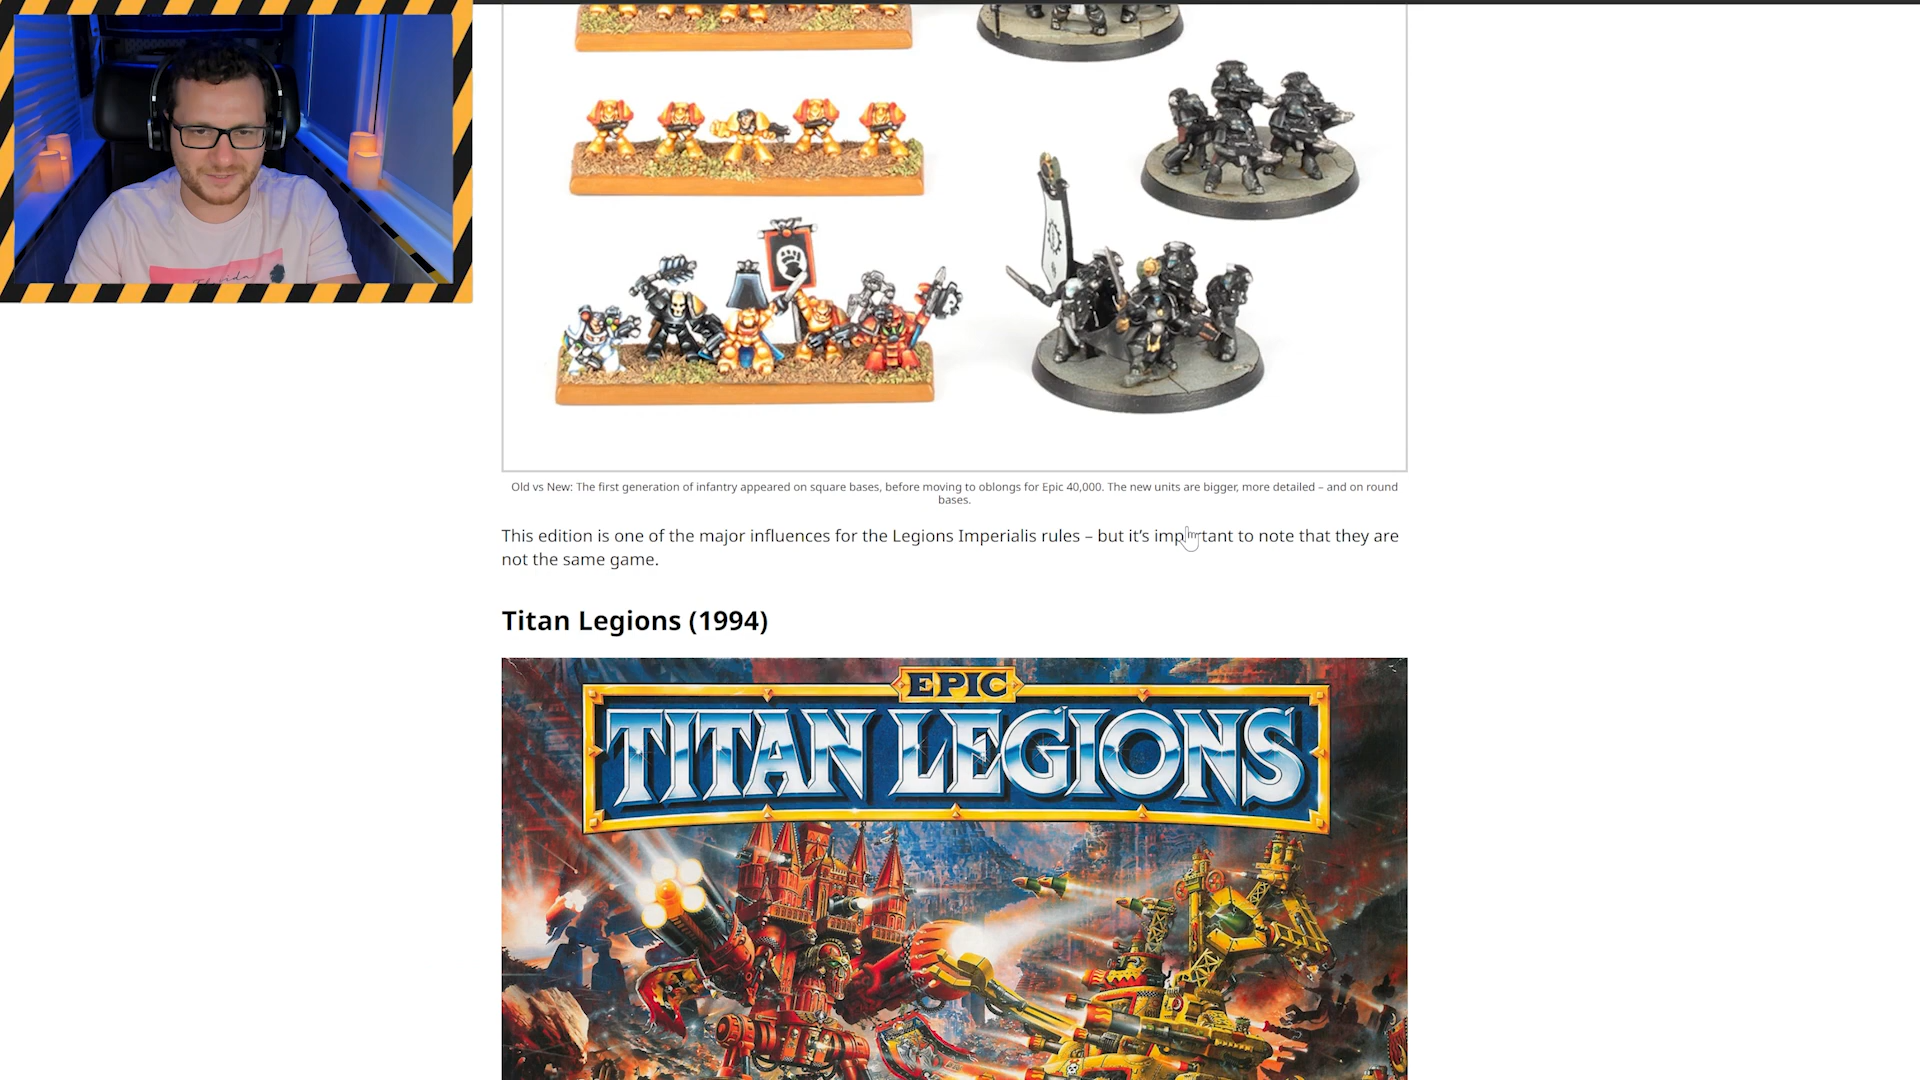 Old vs New: The first generation of infantry appeared on square bases, before moving to oblongs for Epic 40,000. The new units are bigger, more detailed – and on round
bases.
This edition is one of the major influences for the Legions Imperialis rules – but it’s important to note that they are
not the same game.
Titan Legions (1994)
EPIC
TITAN LEGIONS